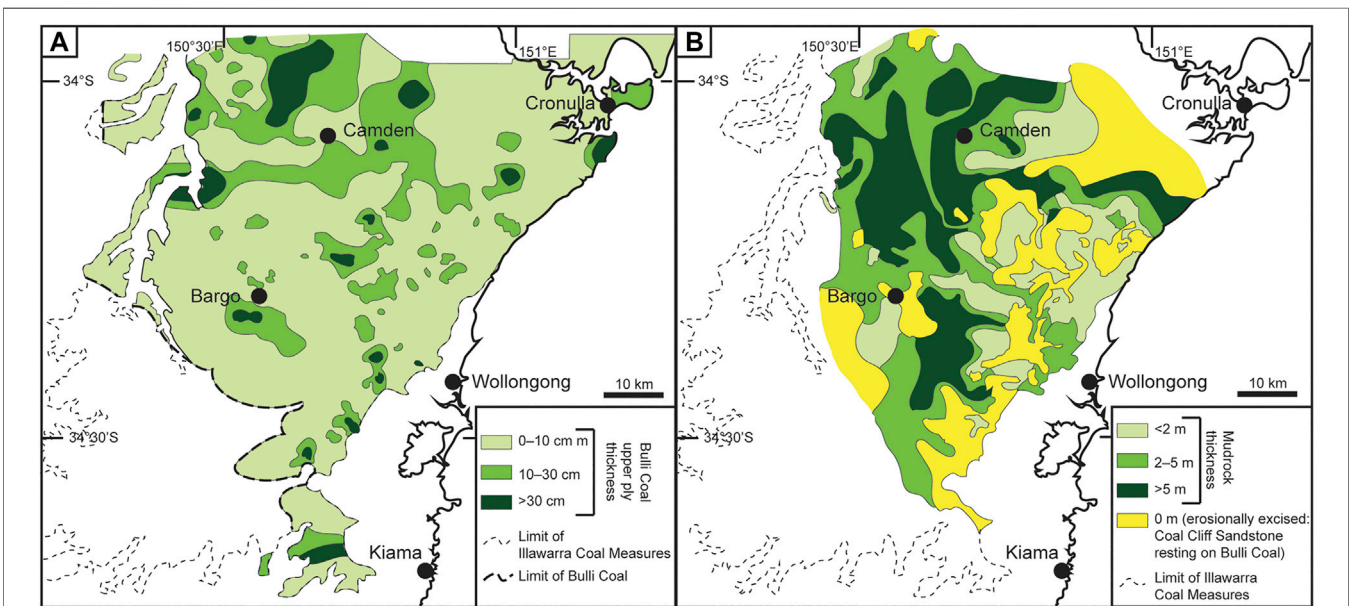 A
150°30'E
151°E
34°S
Cronulla
Camden
Bargo
Wollongong
10 km
34°30'S
Kiama
0–10 cm m
10–30 cm
>30 cm
Bulli Coal
upper ply
thickness
Limit of
Illawarra Coal Measures
Limit of Bulli Coal
B
150°30'E
151°E
34°S
Cronulla
Camden
Bargo
Wollongong
10 km
34°30'S
Kiama
<2 m
2–5 m
>5 m
Mudrock
thickness
0 m (erosionally excised:
Coal Cliff Sandstone
resting on Bulli Coal)
Limit of Illawarra
Coal Measures